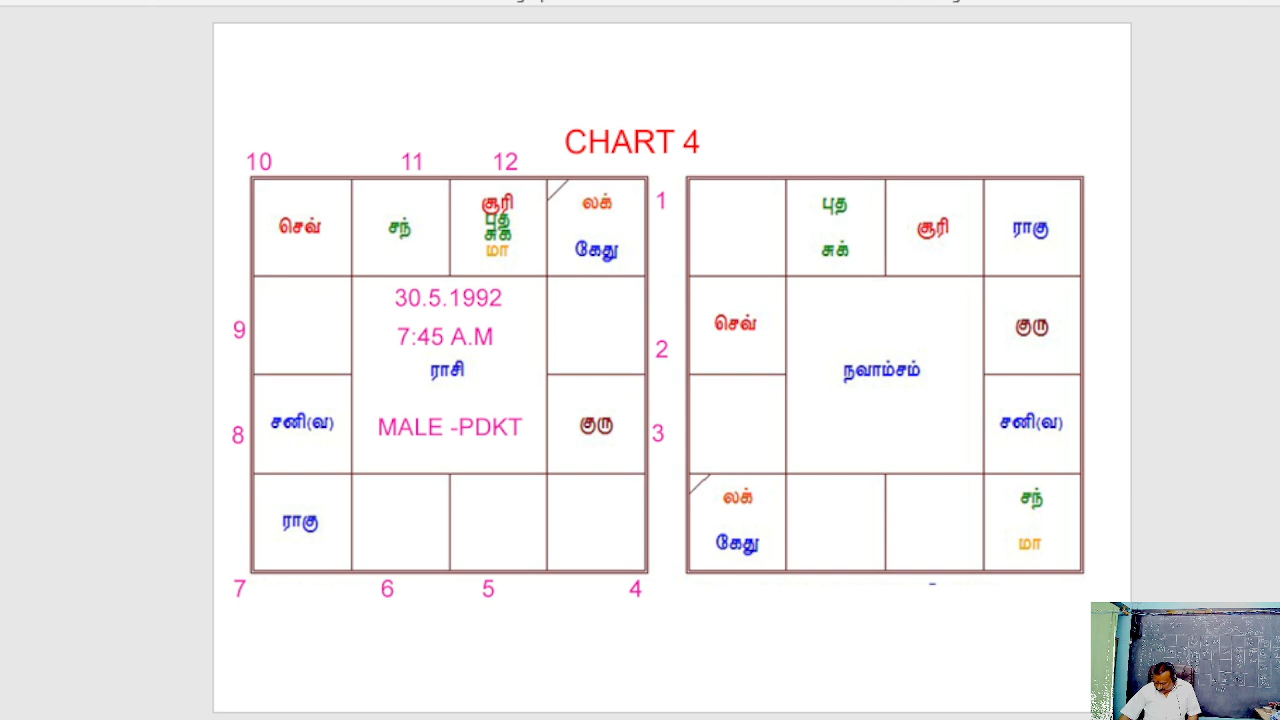 CHART 4
10 11 12
செவ் சந் சூரி லக் 1
புத
சுக்
மா கேது
30.5.1992
9 7:45 A.M 2
ராசி
8 சனி(வ) குரு 3
MALE -PDKT
ராகு
7 6 5 4
புத சூரி ராகு
சுக்
செவ் குரு
நவாம்சம்
சனி(வ)
லக் சந்
கேது மா